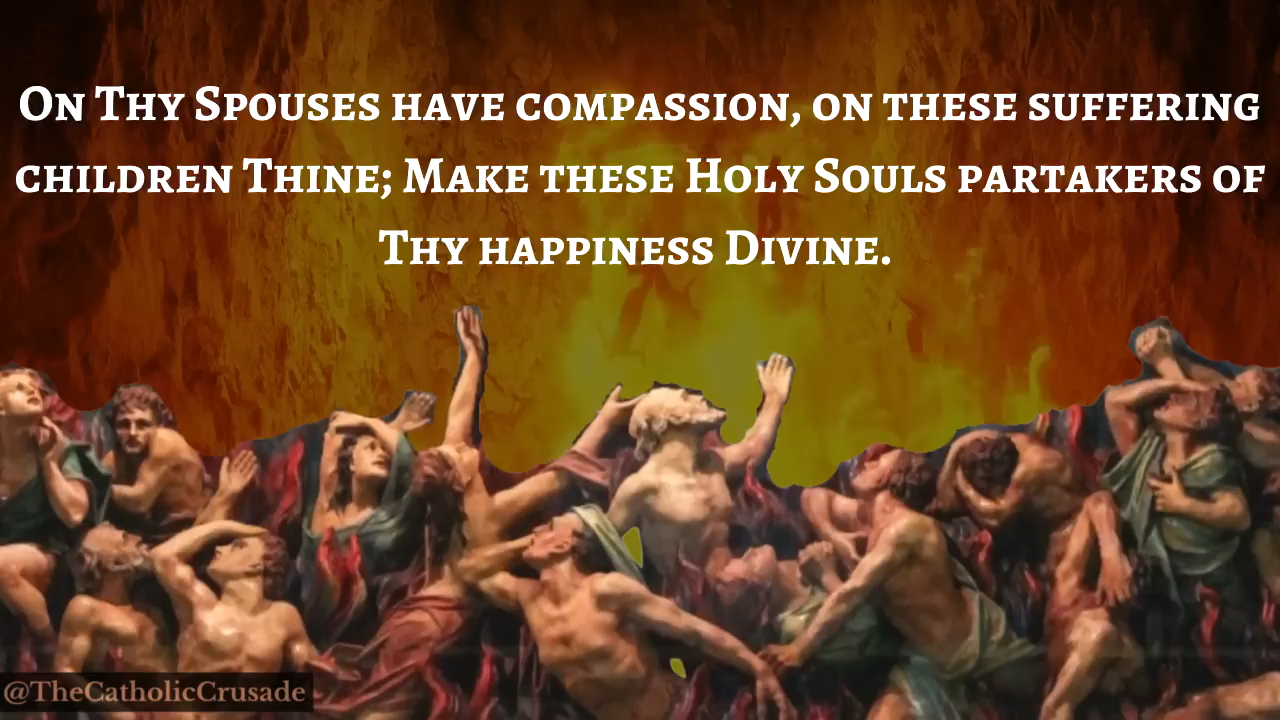 On Thy Spouses have compassion, on these suffering
children Thine; Make these Holy Souls partakers of
Thy happiness Divine.
@TheCatholicCrusade